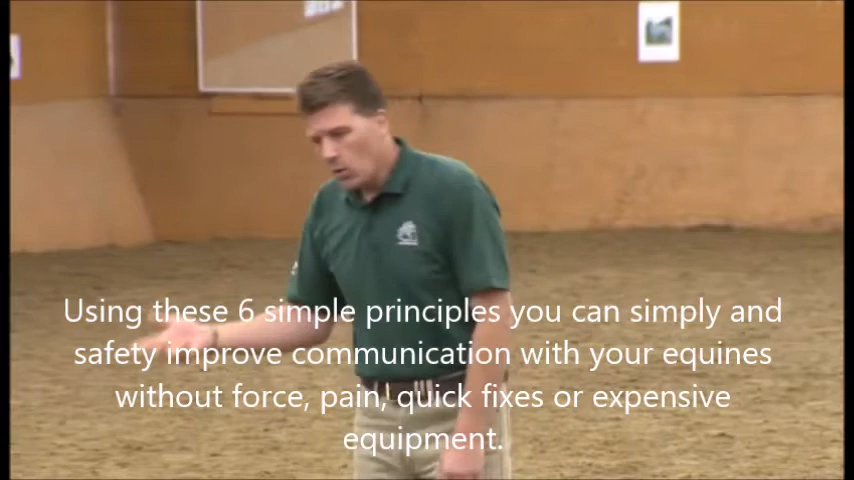 Using these 6 simple principles you can simply and
safety improve communication with your equines
without force, pain, quick fixes or expensive
equipment.